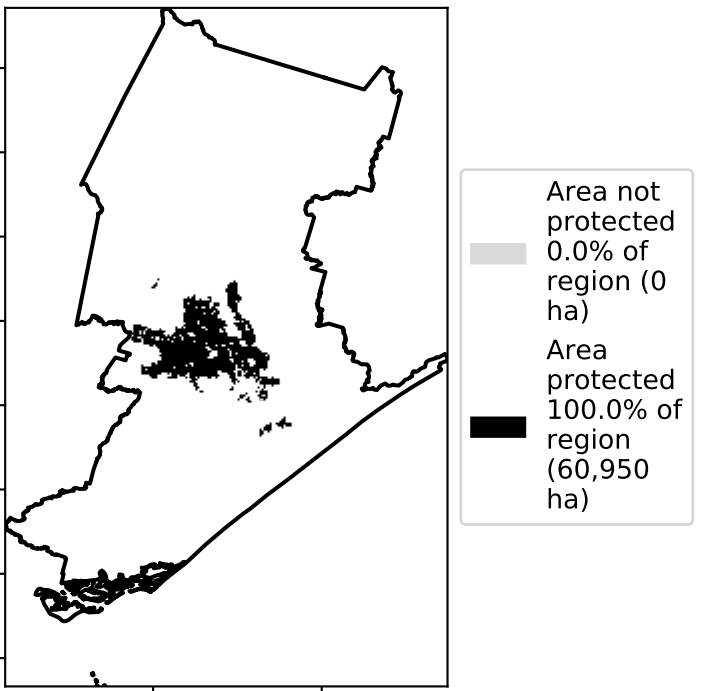 Area not
protected
0.0% of
region (0
ha)
Area
protected
100.0% of
region
(60,950
ha)